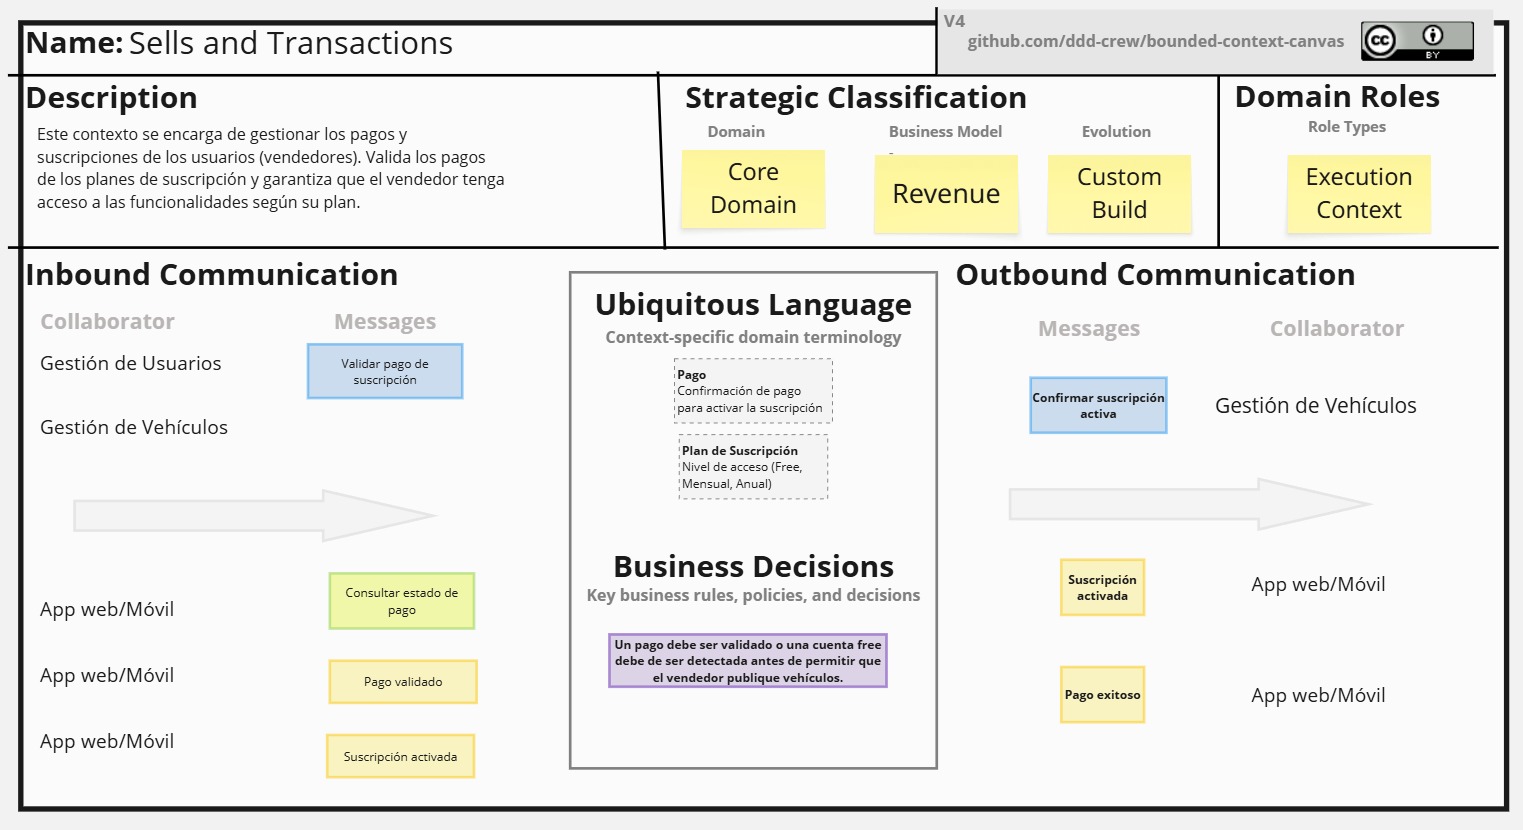 Name: Sells and Transactions
V4
github.com/ddd-crew/bounded-context-canvas
cc
BY
Description
Este contexto se encarga de gestionar los pagos y
suscripciones de los usuarios (vendedores). Valida los pagos
de los planes de suscripción y garantiza que el vendedor tenga
acceso a las funcionalidades según su plan.
Strategic Classification
Domain
Business Model
Evolution
Core
Domain
Revenue
Custom
Build
Domain Roles
Role Types
Execution
Context
Inbound Communication
Collaborator
Messages
Gestión de Usuarios
Validar pago de
suscripción
Gestión de Vehículos
App web/Móvil
Consultar estado de
pago
App web/Móvil
Pago validado
App web/Móvil
Suscripción activada
Ubiquitous Language
Context-specific domain terminology
Pago
Confirmación de pago
para activar la suscripción
Plan de Suscripción
Nivel de acceso (Free,
Mensual, Anual)
Business Decisions
Key business rules, policies, and decisions
Un pago debe ser validado o una cuenta free
debe de ser detectada antes de permitir que
el vendedor publique vehículos.
Outbound Communication
Messages
Collaborator
Confirmar suscripción
activa
Gestión de Vehículos
Suscripción
activada
App web/Móvil
Pago exitoso
App web/Móvil